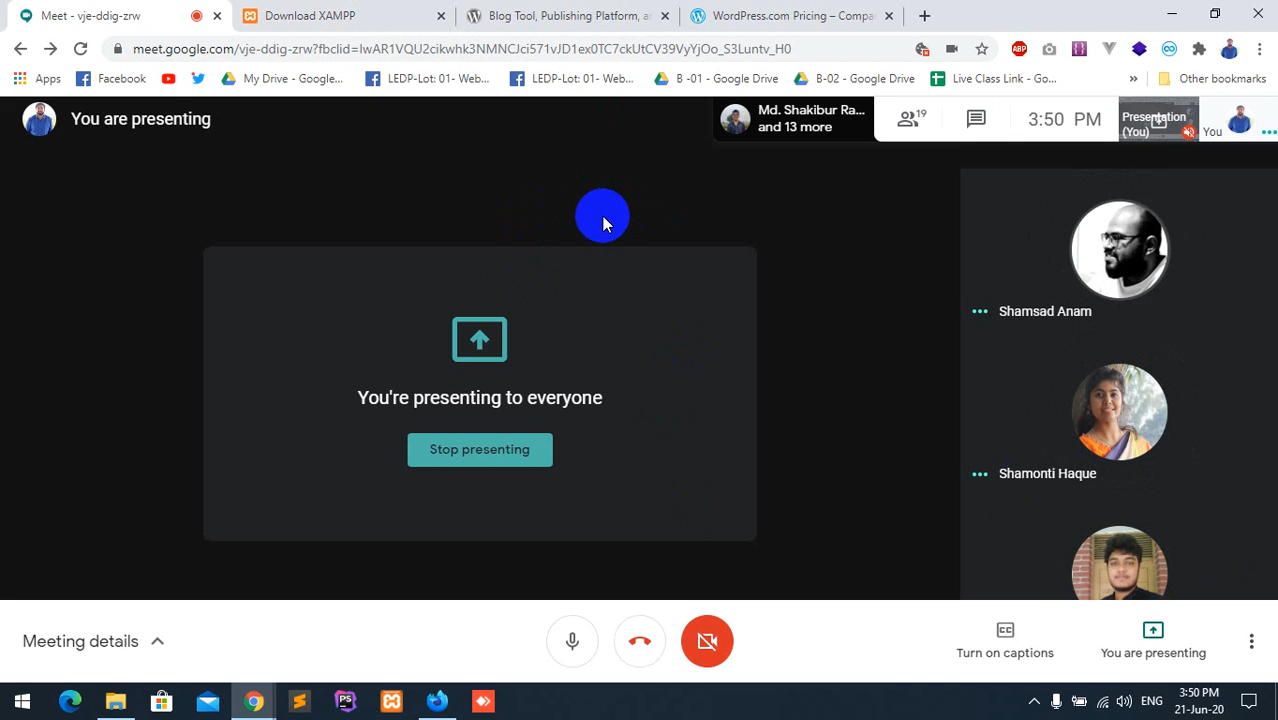 Meet - vje-ddig-zrw
Download XAMPP
Blog Tool, Publishing Platform, a
WordPress.com Pricing – Compa
meet.google.com/vje-ddig-zrw?fbclid=IwAR1VQU2cikwhk3NMNCJci571vJD1ex0TC7ckUtCV39VyYjOo_S3Luntv_H0
Apps
Facebook
My Drive - Google...
LEDP-Lot: 01- Web...
LEDP-Lot: 01- Web...
B -01 - Google Drive
B-02 - Google Drive
Live Class Link - Go...
»
Other bookmarks
You are presenting
Md. Shakibur Ra...
and 13 more
19
3:50 PM
Presentation
(You)
You
Shamsad Anam
You're presenting to everyone
Stop presenting
Shamonti Haque
Meeting details
CC
Turn on captions
You are presenting
PS
ENG
3:50 PM
21-Jun-20